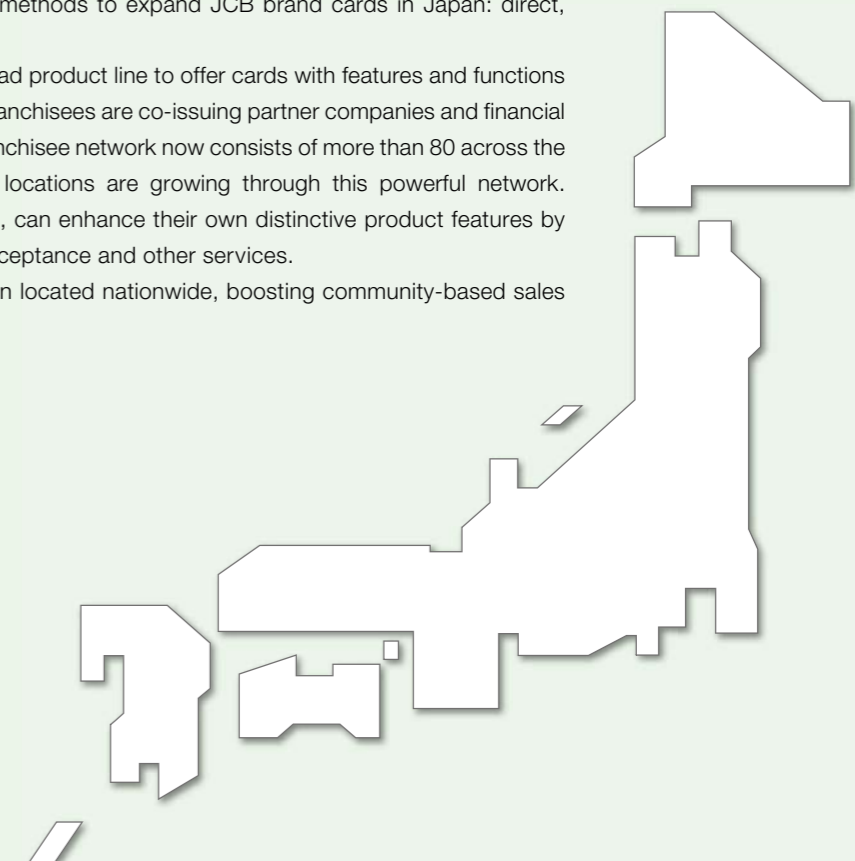 methods to expand JCB brand cards in Japan: direct,
ad product line to offer cards with features and functions
anchisees are co-issuing partner companies and financial
nchisee network now consists of more than 80 across the
locations are growing through this powerful network.
, can enhance their own distinctive product features by
ceptance and other services.
n located nationwide, boosting community-based sales